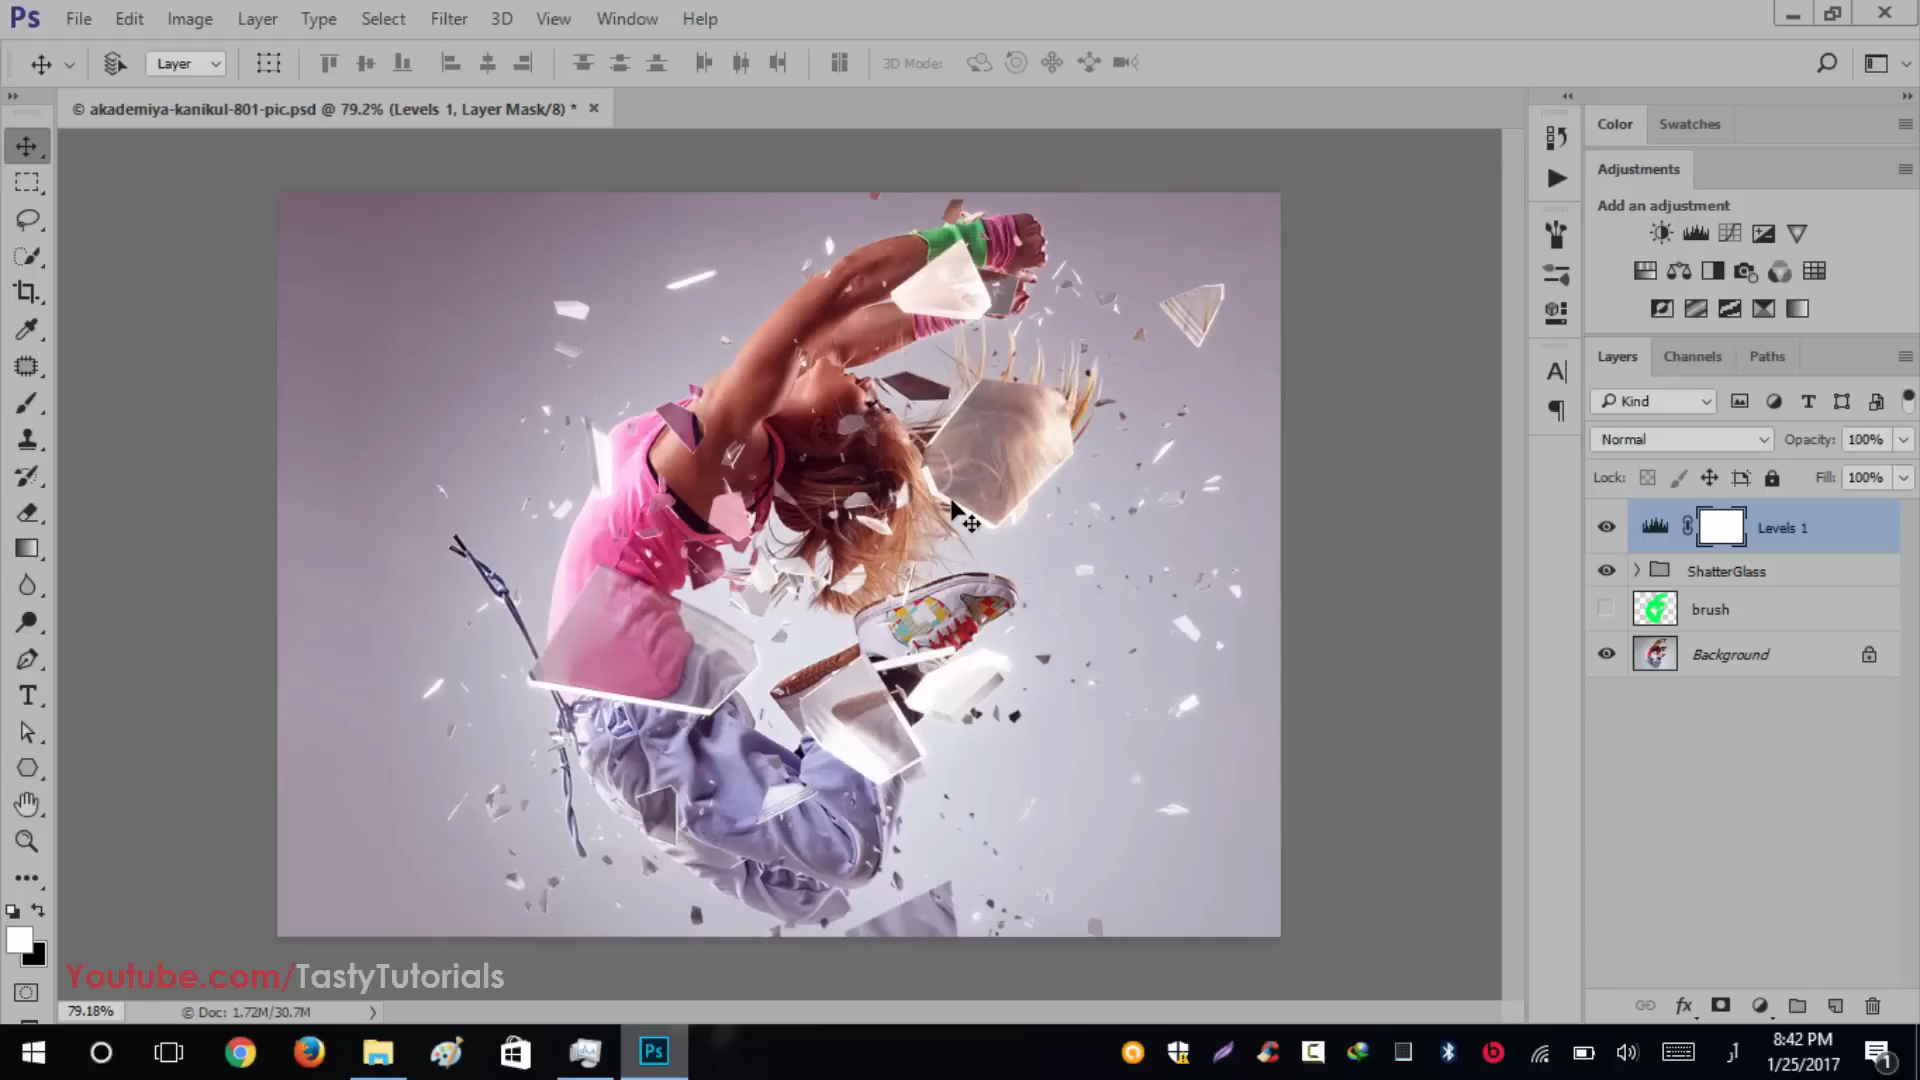 Ps File Edit Image Layer Type Select Filter 3D View Window Help
Layer 3D Mode:
© akademiya-kanikul-801-pic.psd @ 79.2% (Levels 1, Layer Mask/8) *
Color Swatches
Adjustments
Add an adjustment
Layers Channels Paths
Kind
Normal Opacity: 100%
Lock: Fill: 100%
Levels 1
ShatterGlass
brush
Background
Youtube.com/TastyTutorials
79.18% © Doc: 1.72M/30.7M
Ps
8:42 PM
1/25/2017
1